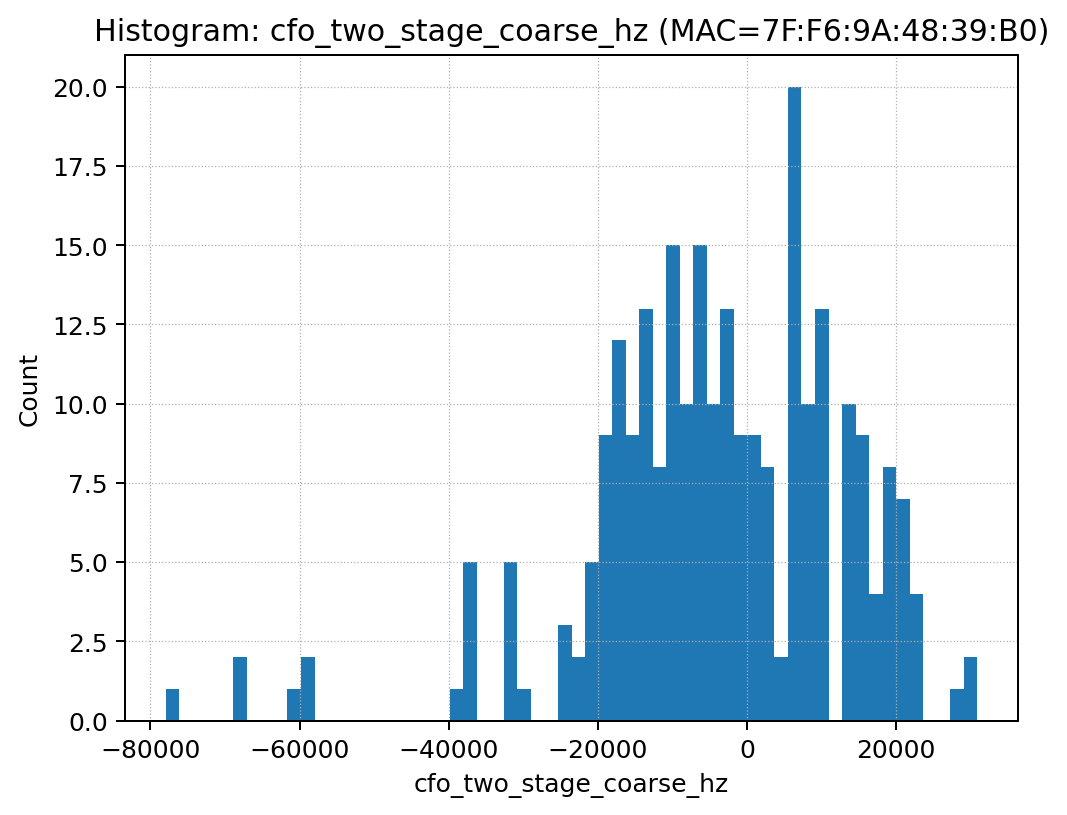 Histogram: cfo_two_stage_coarse_hz (MAC=7F:F6:9A:48:39:B0)
20.0
17.5
15.0
12.5
10.0
7.5
5.0
2.5
0.0
Count
−80000 −60000 −40000 −20000 0 20000
cfo_two_stage_coarse_hz